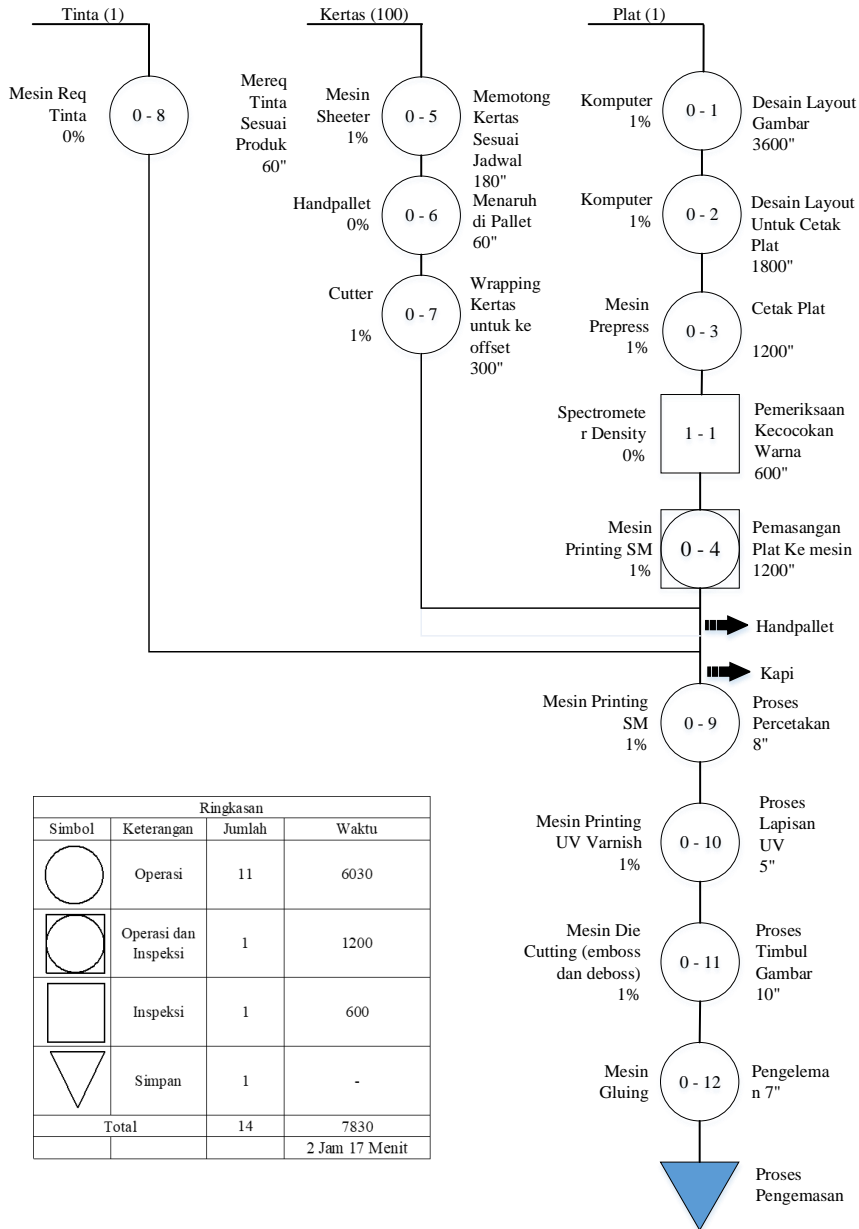 Tinta (1)
Kertas (100)
Plat (1)
Mesin Req
Tinta
0%
0 - 8
Mereq
Tinta
Sesuai
Produk
60"
Mesin
Sheeter
1%
0 - 5
Memotong
Kertas
Sesuai
Jadwal
180"
Handpallet
0%
0 - 6
Menaruh
di Pallet
60"
Cutter
1%
0 - 7
Wrapping
Kertas
untuk ke
offset
300"
Komputer
1%
0 - 1
Desain Layout
Gambar
3600"
Komputer
1%
0 - 2
Desain Layout
Untuk Cetak
Plat
1800"
Mesin
Prepress
1%
0 - 3
Cetak Plat
1200"
Spectromete
r Density
0%
1 - 1
Pemeriksaan
Kecocokan
Warna
600"
Mesin
Printing SM
1%
0 - 4
Pemasangan
Plat Ke mesin
1200"
Handpallet
Kapi
Mesin Printing
SM
1%
0 - 9
Proses
Percetakan
8"
Mesin Printing
UV Varnish
1%
0 - 10
Proses
Lapisan
UV
5"
Mesin Die
Cutting (emboss
dan deboss)
1%
0 - 11
Proses
Timbul
Gambar
10"
Mesin
Gluing
0 - 12
Pengelema
n 7"
Proses
Pengemasan
Ringkasan
Simbol Keterangan Jumlah Waktu
Operasi 11 6030
Operasi dan
Inspeksi
1 1200
Inspeksi 1 600
Simpan 1 -
Total 14 7830
2 Jam 17 Menit